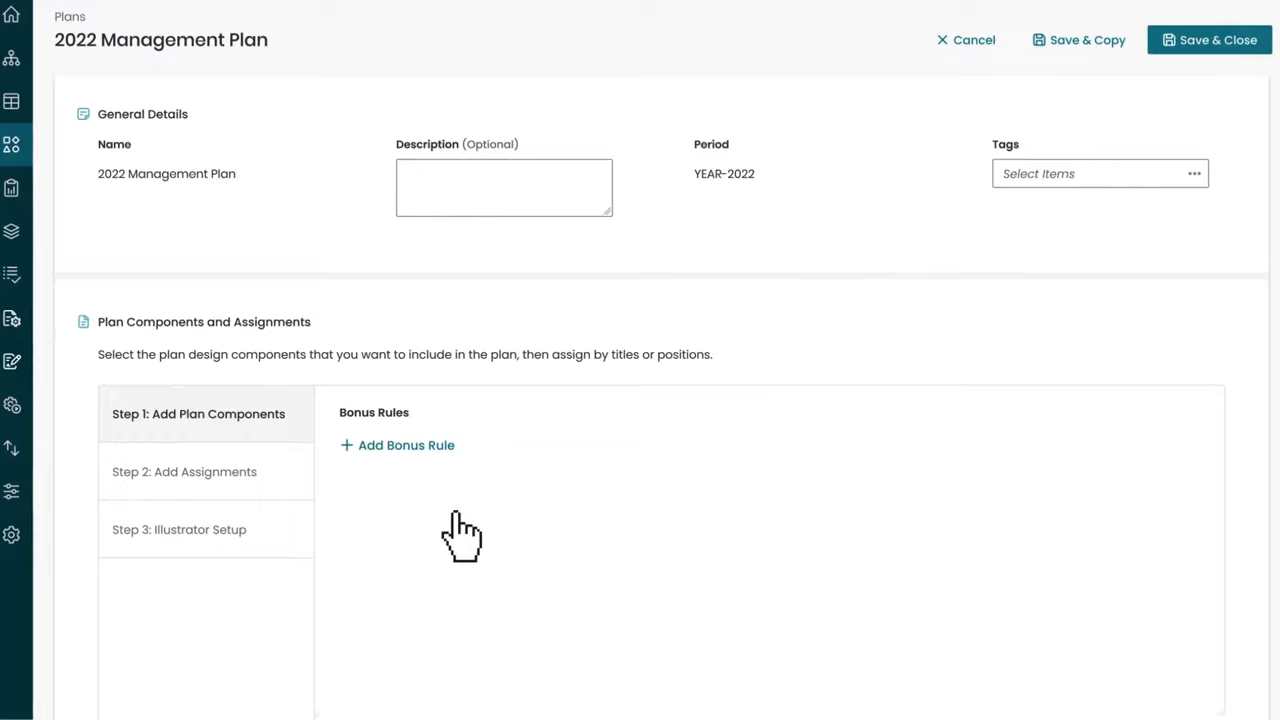 Plans
2022 Management Plan
Cancel
Save & Copy
Save & Close
General Details
Name
Description (Optional)
Period
Tags
2022 Management Plan
YEAR-2022
Select Items
Plan Components and Assignments
Select the plan design components that you want to include in the plan, then assign by titles or positions.
Step 1: Add Plan Components
Bonus Rules
Add Bonus Rule
Step 2: Add Assignments
Step 3: Illustrator Setup